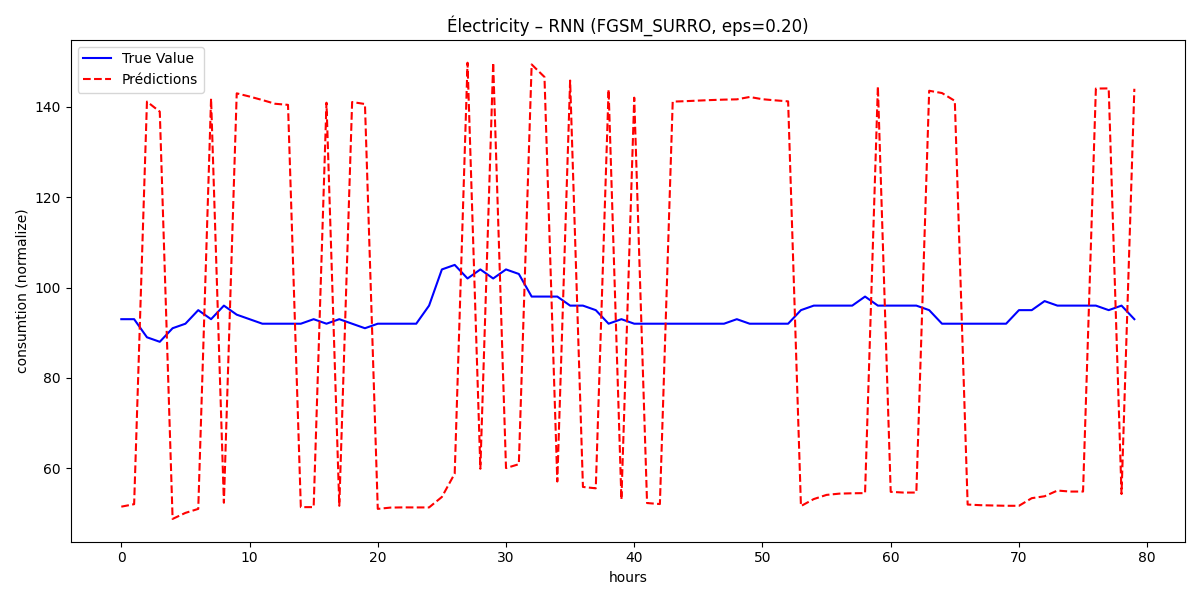 Électricity – RNN (FGSM_SURRO, eps=0.20)
True Value
Prédictions
consumtion (normalize)
140
120
100
80
60
0 10 20 30 40 50 60 70 80
hours